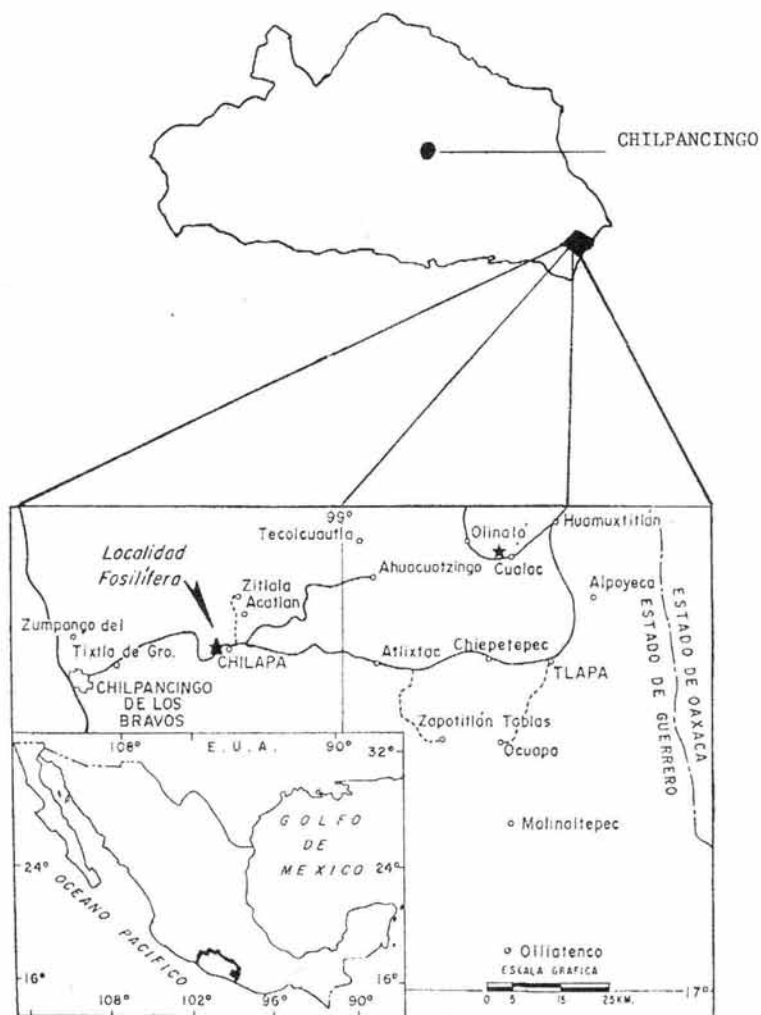 CHILPANCINGO
99°
Tecolcuautla
Olinalá
Huamuxtitlán
Localidad
Fosilífera
Ahuacuotzingo
Cualac
Zitlala
Acatlan
Alpoyeca
Zumpango del
Tixtla de Gro.
CHILAPA
Atlixtac
Chiepetepec
TLAPA
CHILPANCINGO
DE LOS
BRAVOS
ESTADO DE OAXACA
ESTADO DE GUERRERO
Zapotitlán Tablas
Ocuapa
108° E. U. A. 90° 32°
GOLFO
DE
MEXICO
Malinaltepec
24° 24°
OCEANO PACIFICO
Oiliatenco
ESCALA GRAFICA
16° 16°
0 5 15 25 KM.
17°
108° 102° 96° 90°